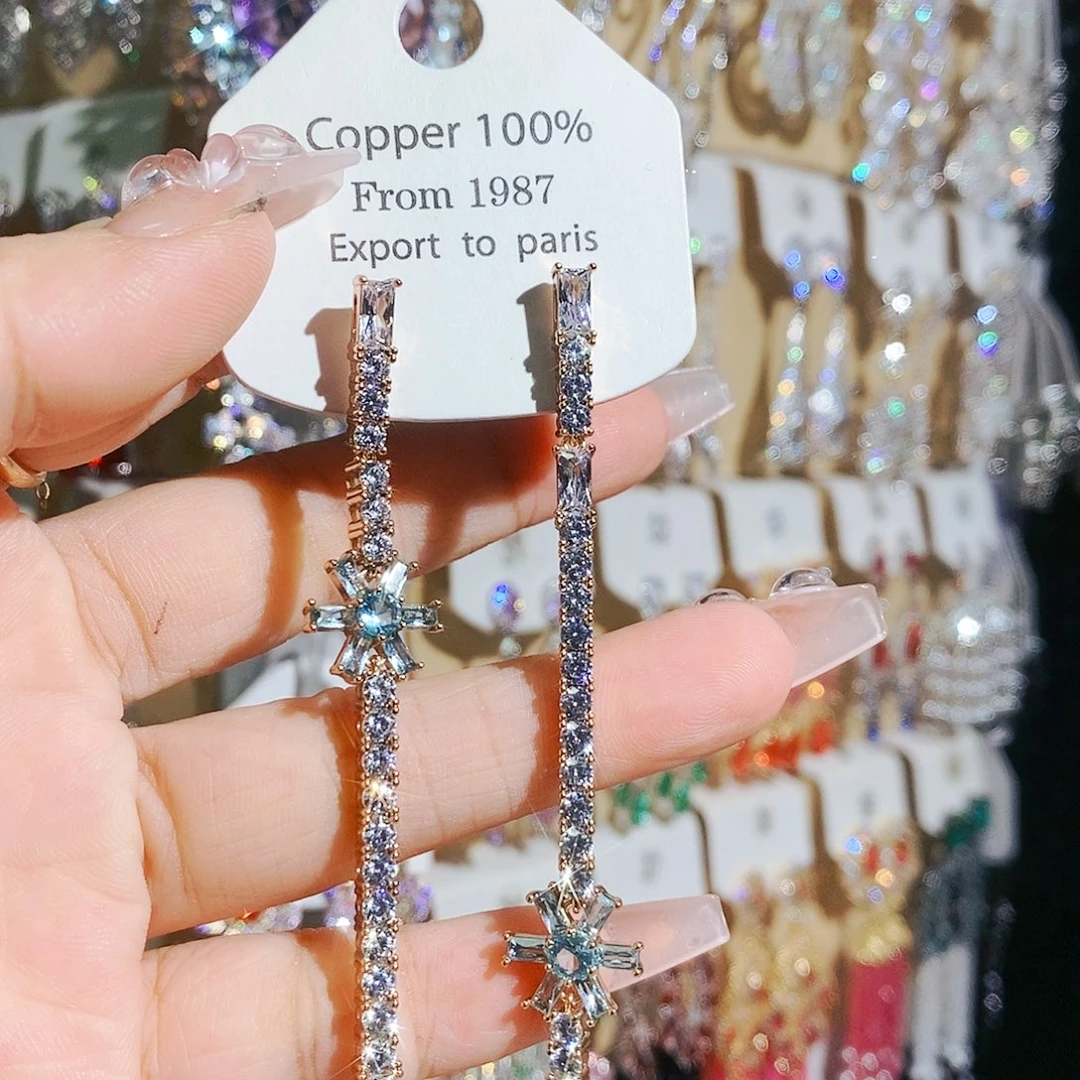 Copper 100%
From 1987
Export to paris